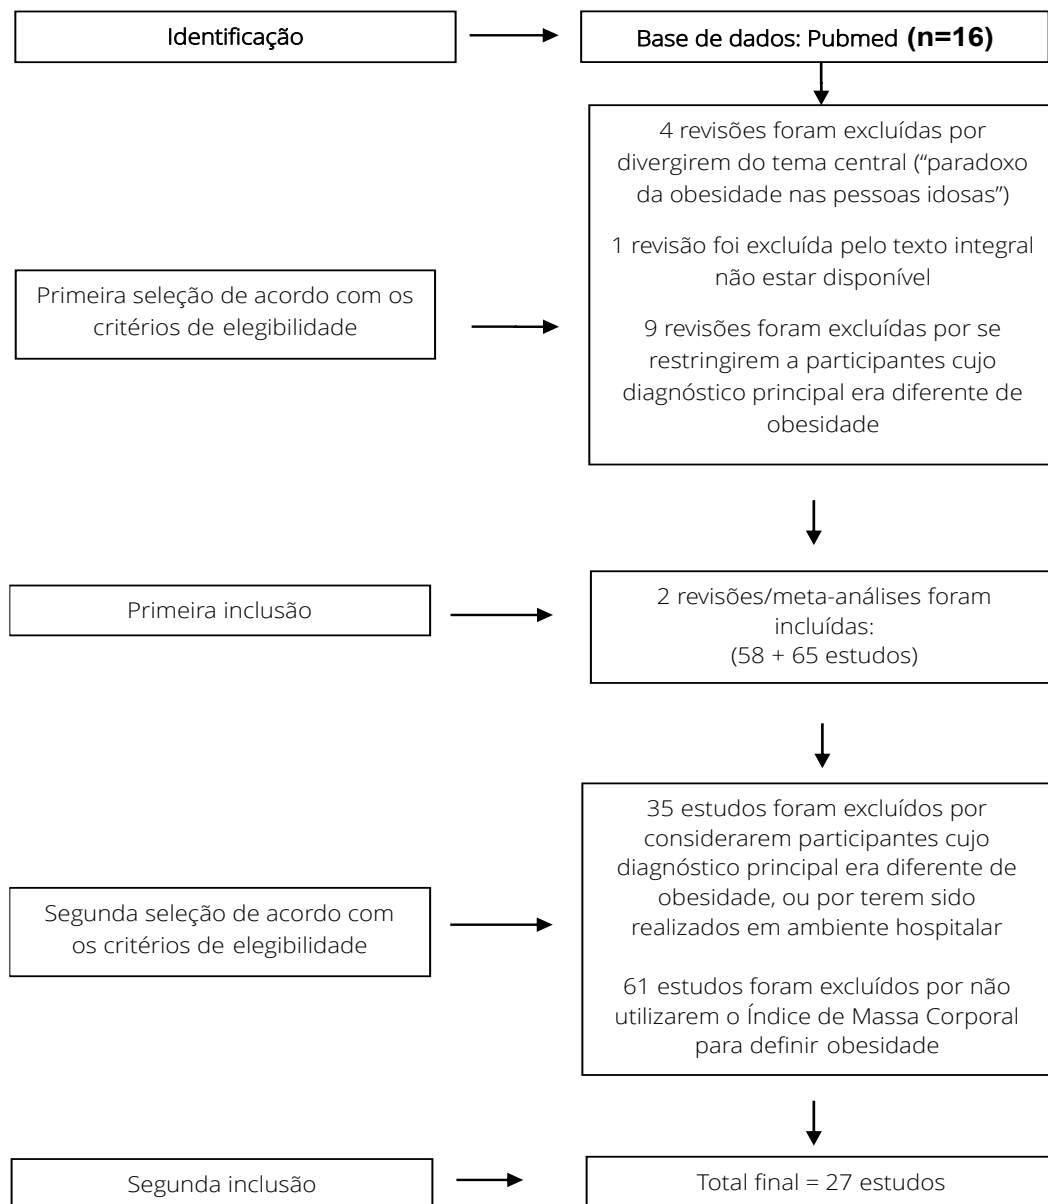 Identificação
Base de dados: Pubmed (n=16)
4 revisões foram excluídas por
divergirem do tema central (“paradoxo
da obesidade nas pessoas idosas”)
1 revisão foi excluída pelo texto integral
não estar disponível
9 revisões foram excluídas por se
restringirem a participantes cujo
diagnóstico principal era diferente de
obesidade
Primeira seleção de acordo com os
critérios de elegibilidade
Primeira inclusão
2 revisões/meta-análises foram
incluídas:
(58 + 65 estudos)
35 estudos foram excluídos por
considerarem participantes cujo
diagnóstico principal era diferente de
obesidade, ou por terem sido
realizados em ambiente hospitalar
61 estudos foram excluídos por não
utilizarem o Índice de Massa Corporal
para definir obesidade
Segunda seleção de acordo com
os critérios de elegibilidade
Segunda inclusão
Total final = 27 estudos